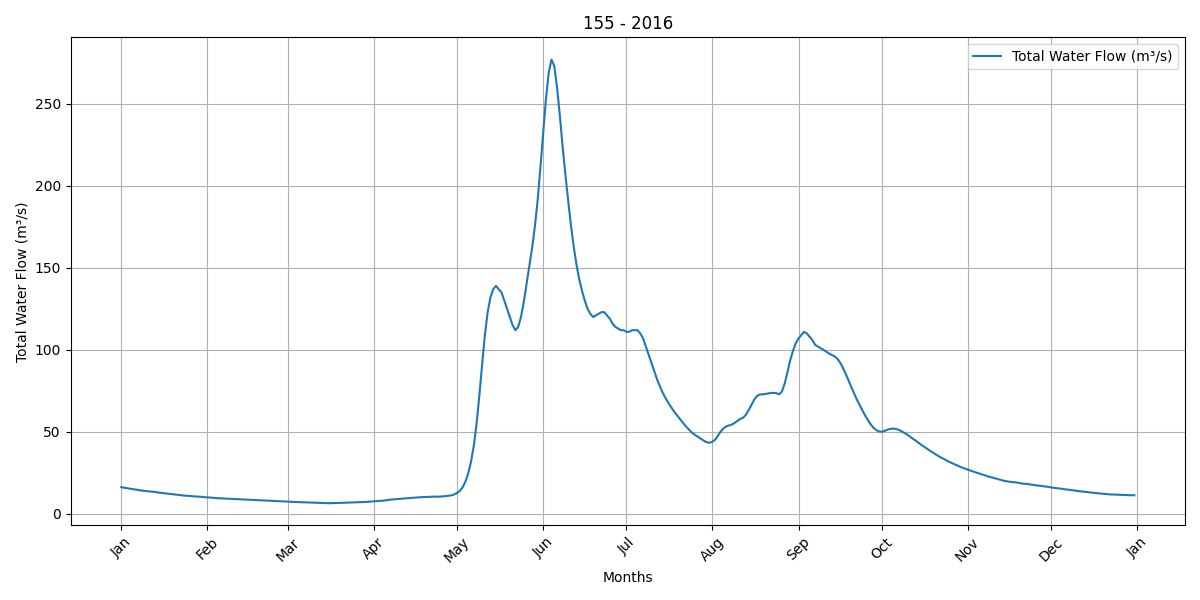 155 - 2016
Total Water Flow (m³/s)
Total Water Flow (m³/s)
250
200
150
100
50
0
Jan
Feb
Mar
Apr
May
Jun
Jul
Aug
Sep
Oct
Nov
Dec
Jan
Months